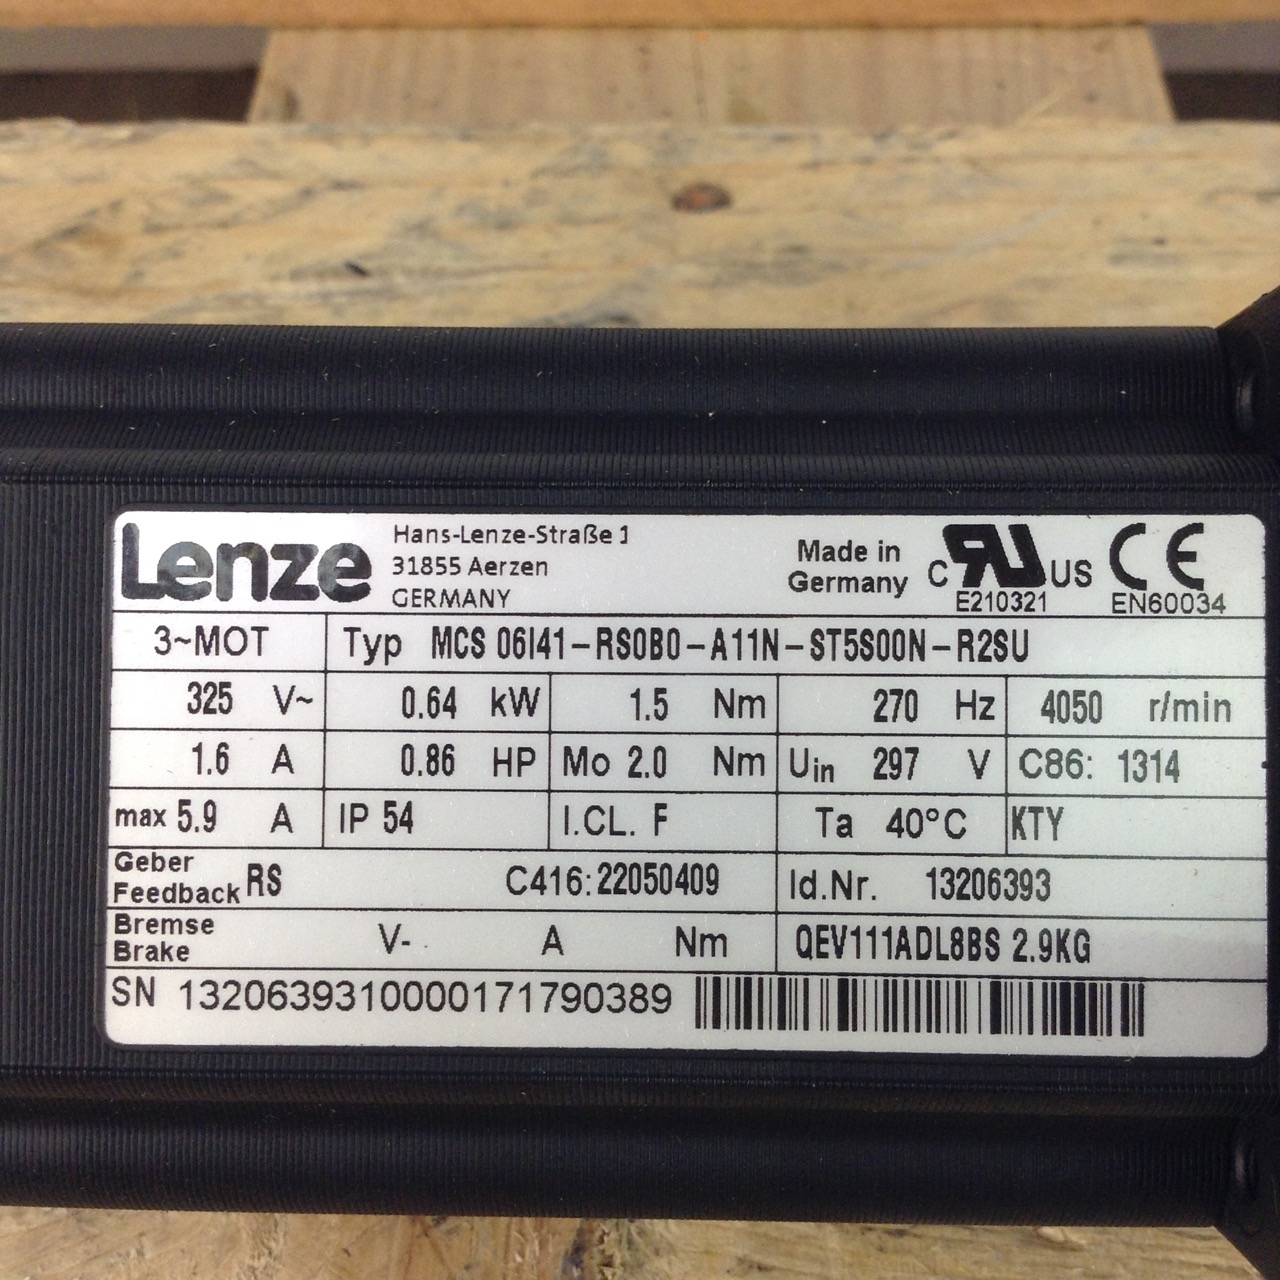 Lenze
Hans-Lenze-Straße 1
31855 Aerzen
GERMANY
Made in
Germany
C RU US
E210321
CE
EN60034
3~MOT Typ MCS 06I41-RS0B0-A11N-ST5S00N-R2SU
325 V~ 0.64 kW 1.5 Nm 270 Hz 4050 r/min
1.6 A 0.86 HP Mo 2.0 Nm Uin 297 V C86: 1314
max 5.9 A IP 54 I.CL. F Ta 40°C KTY
Geber
Feedback RS C416:22050409 Id.Nr. 13206393
Bremse
Brake V- A Nm QEV111ADL8BS 2.9KG
SN 1320639310000171790389